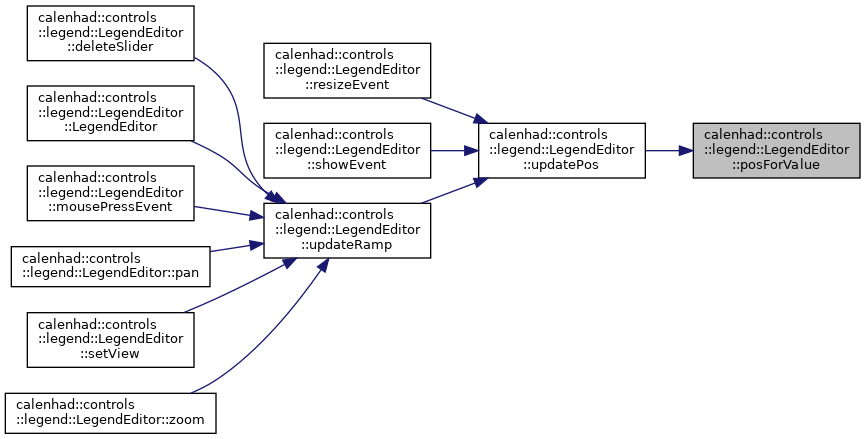 calenhad::controls
::legend::LegendEditor
::deleteSlider
calenhad::controls
::legend::LegendEditor
::LegendEditor
calenhad::controls
::legend::LegendEditor
::mousePressEvent
calenhad::controls
::legend::LegendEditor::pan
calenhad::controls
::legend::LegendEditor
::setView
calenhad::controls
::legend::LegendEditor::zoom
calenhad::controls
::legend::LegendEditor
::resizeEvent
calenhad::controls
::legend::LegendEditor
::showEvent
calenhad::controls
::legend::LegendEditor
::updateRamp
calenhad::controls
::legend::LegendEditor
::updatePos
calenhad::controls
::legend::LegendEditor
::posForValue